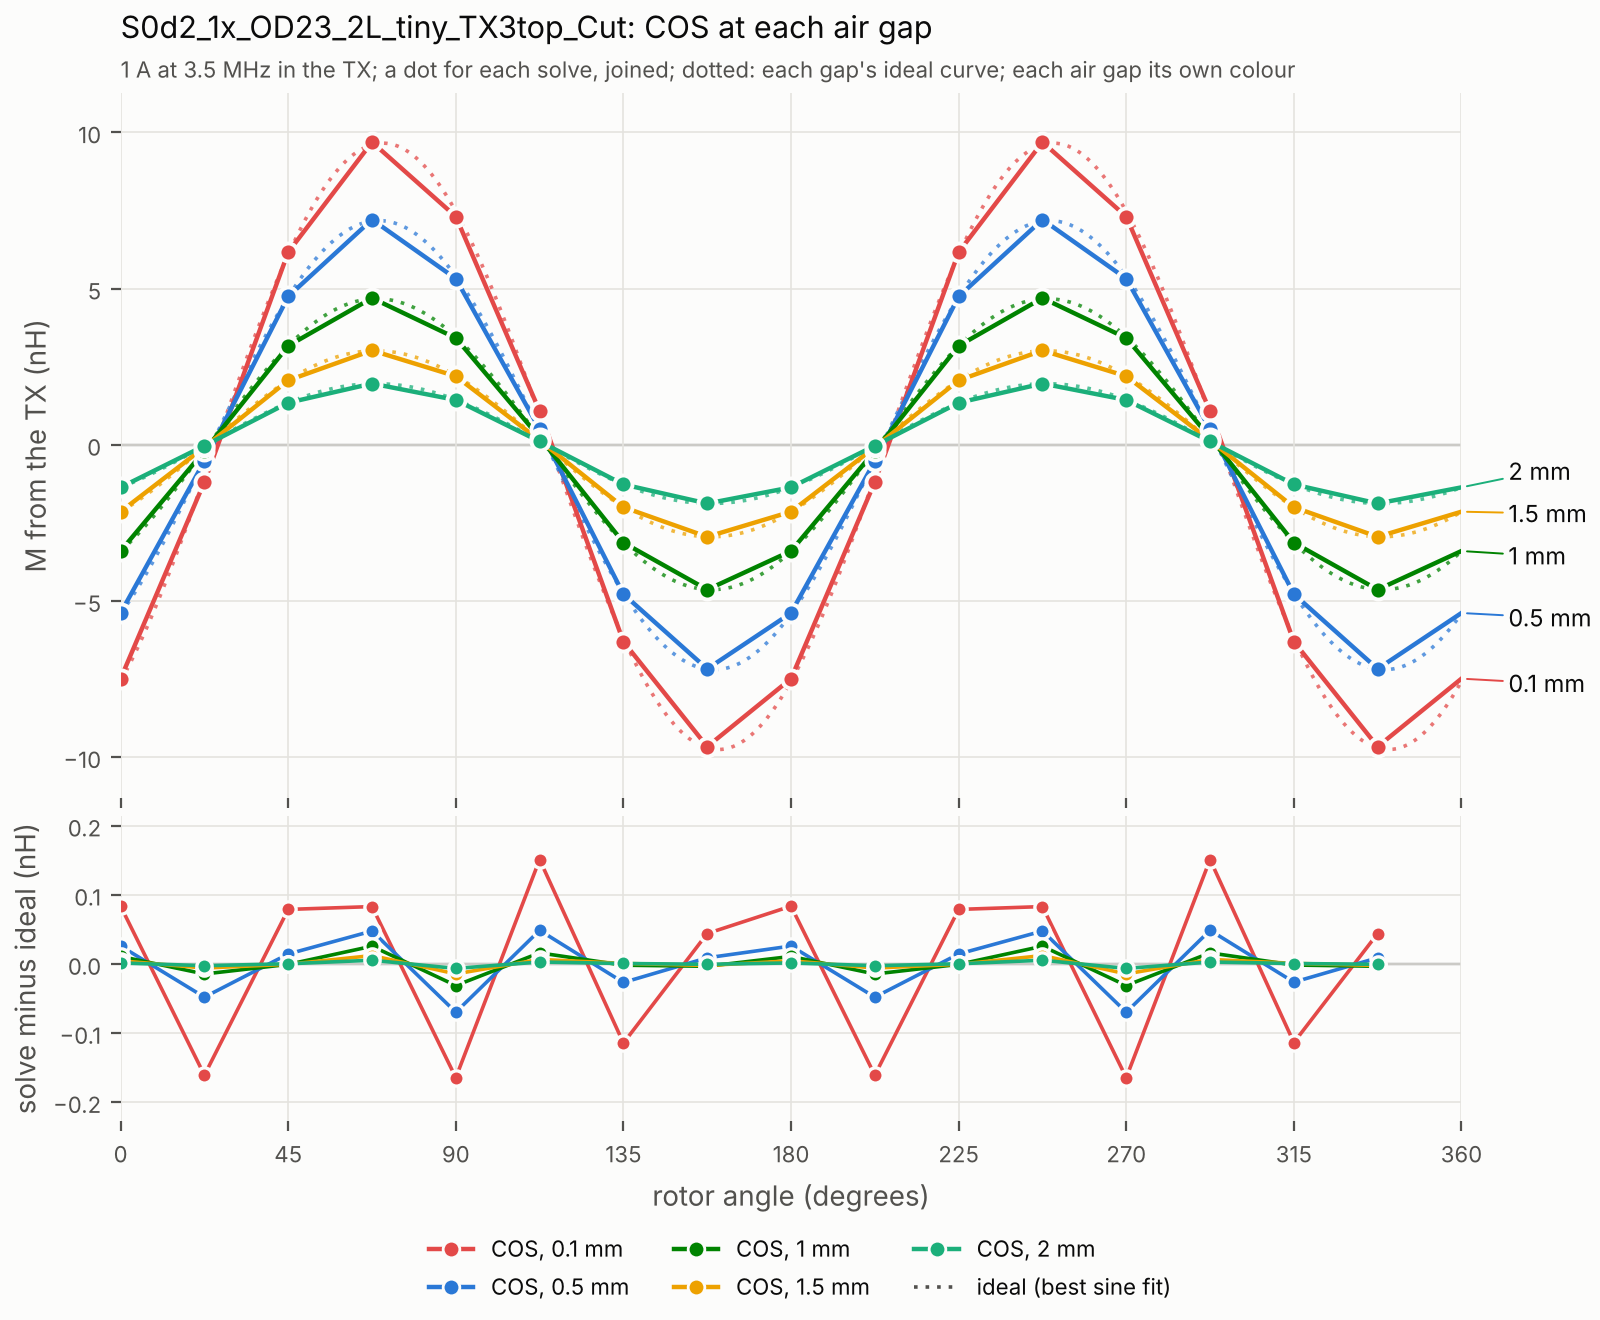 S0d2_1x_OD23_2L_tiny_TX3top_Cut: COS at each air gap
1 A at 3.5 MHz in the TX; a dot for each solve, joined; dotted: each gap's ideal curve; each air gap its own colour
M from the TX (nH)
10
5
0
−5
−10
2 mm
1.5 mm
1 mm
0.5 mm
0.1 mm
solve minus ideal (nH)
0.2
0.1
0.0
−0.1
−0.2
0 45 90 135 180 225 270 315 360
rotor angle (degrees)
COS, 0.1 mm COS, 1 mm COS, 2 mm
COS, 0.5 mm COS, 1.5 mm ideal (best sine fit)